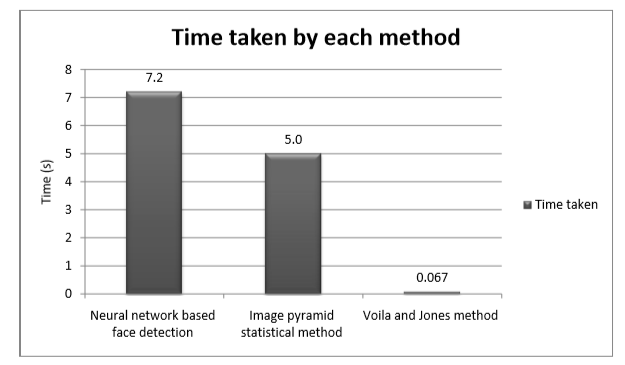 Time taken by each method
8
7
6
5
4
3
2
1
0
Time (s)
7.2
5.0
0.067
Neural network based
face detection
Image pyramid
statistical method
Voila and Jones method
Time taken